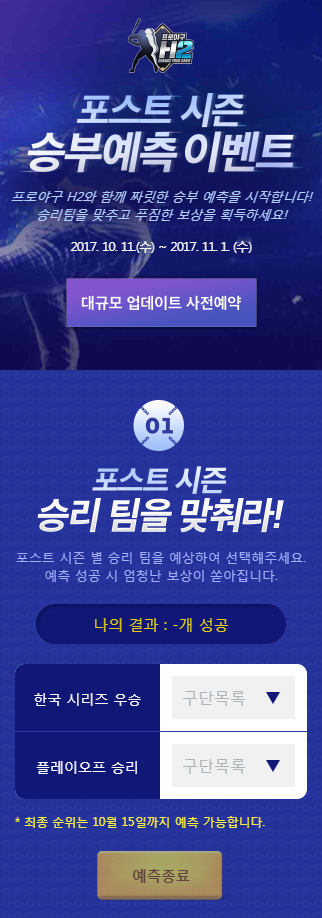 프로야구
H2
CHANGE YOUR GAME
포스트 시즌
승부예측 이벤트
프로야구 H2와 함께 짜릿한 승부 예측을 시작합니다!
승리팀을 맞추고 푸짐한 보상을 획득하세요!
2017. 10. 11.(수) ~ 2017. 11. 1. (수)
대규모 업데이트 사전예약
01
포스트 시즌
승리 팀을 맞춰라!
포스트 시즌 별 승리 팀을 예상하여 선택해주세요.
예측 성공 시 엄청난 보상이 쏟아집니다.
나의 결과 : -개 성공
한국 시리즈 우승
구단목록 ▼
플레이오프 승리
구단목록 ▼
* 최종 순위는 10월 15일까지 예측 가능합니다.
예측종료